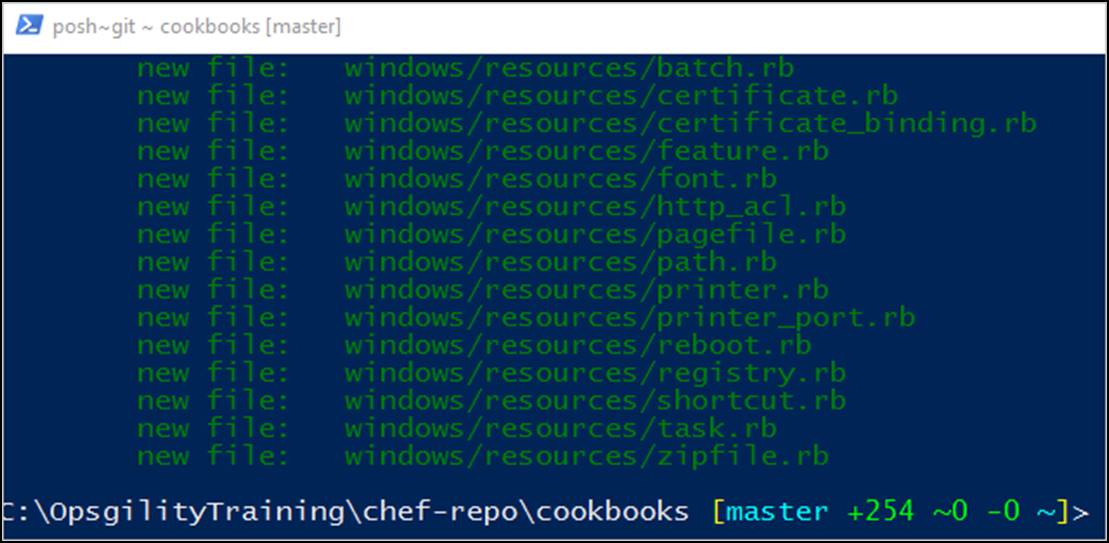 posh~git ~ cookbooks [master]
new file:   windows/resources/batch.rb
new file:   windows/resources/certificate.rb
new file:   windows/resources/certificate_binding.rb
new file:   windows/resources/feature.rb
new file:   windows/resources/font.rb
new file:   windows/resources/http_acl.rb
new file:   windows/resources/pagefile.rb
new file:   windows/resources/path.rb
new file:   windows/resources/printer.rb
new file:   windows/resources/printer_port.rb
new file:   windows/resources/reboot.rb
new file:   windows/resources/registry.rb
new file:   windows/resources/shortcut.rb
new file:   windows/resources/task.rb
new file:   windows/resources/zipfile.rb
C:\OpsgilityTraining\chef-repo\cookbooks [master +254 ~0 -0 ~]>